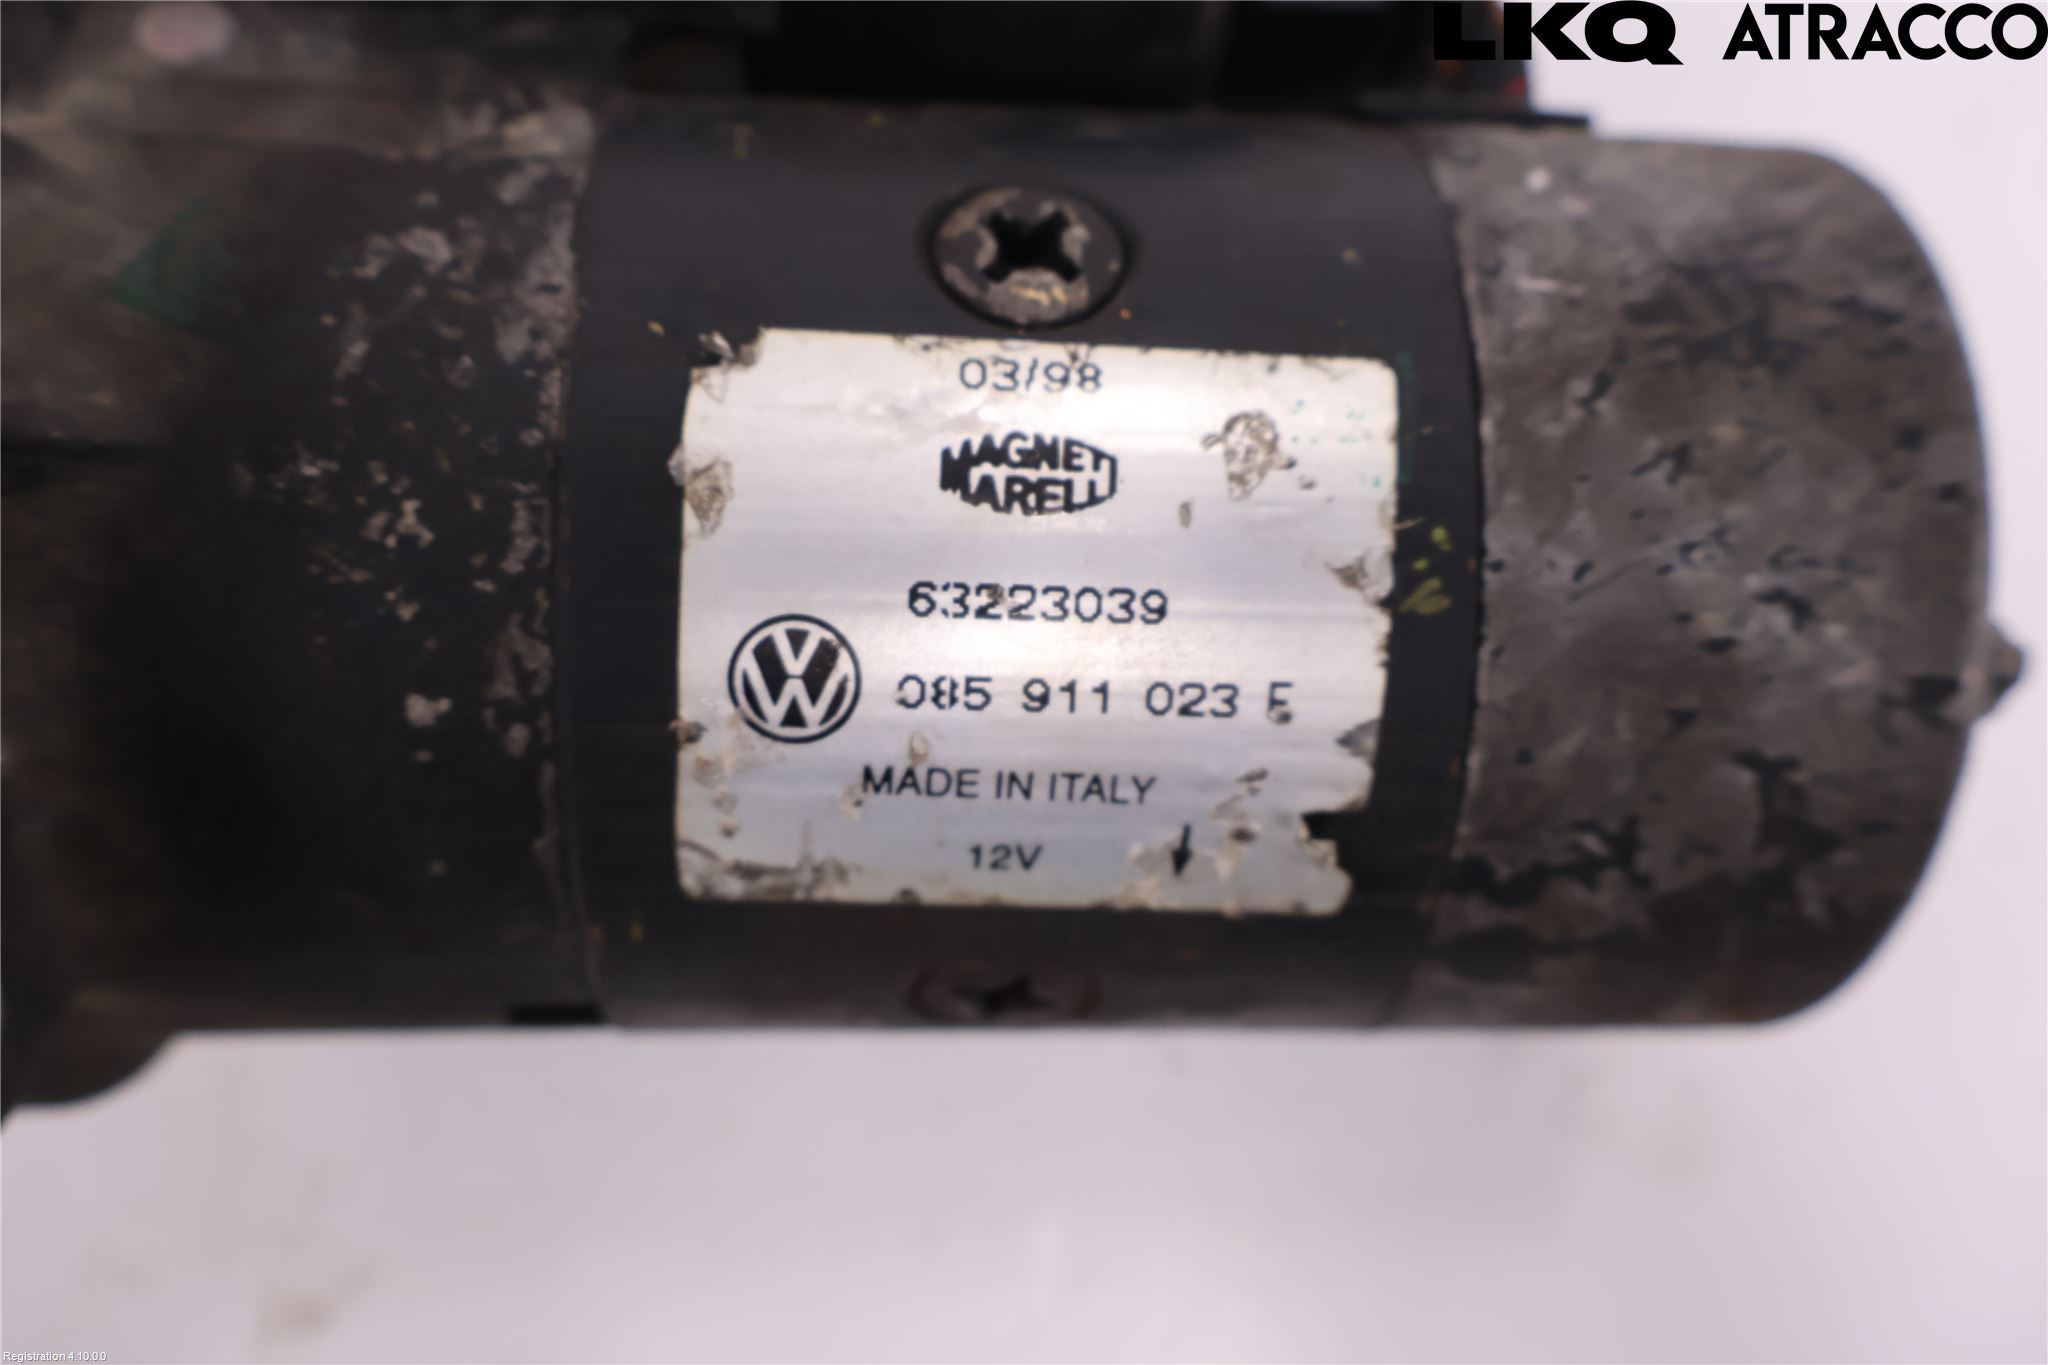 LKQ ATRACCO
03/98
MAGNETI
MARELLI
63223039
085 911 023
MADE IN ITALY
12V
Registration 4.10.0.0